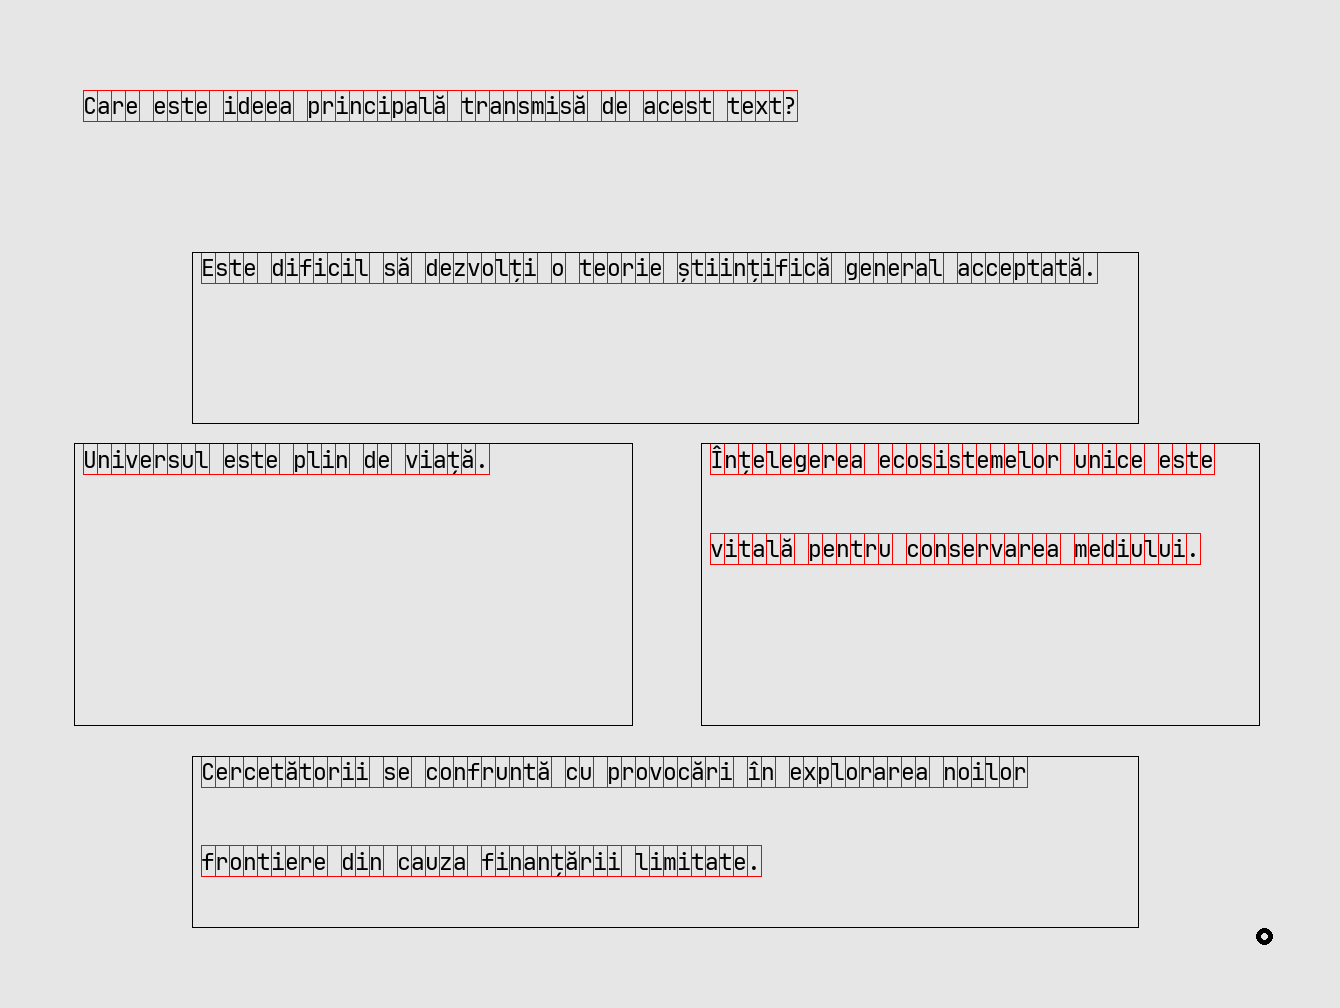 Care este ideea principală transmisă de acest text?
Este dificil să dezvolți o teorie științifică general acceptată.
Universul este plin de viață.
Înțelegerea ecosistemelor unice este
vitală pentru conservarea mediului.
Cercetătorii se confruntă cu provocări în explorarea noilor
frontiere din cauza finanțării limitate.